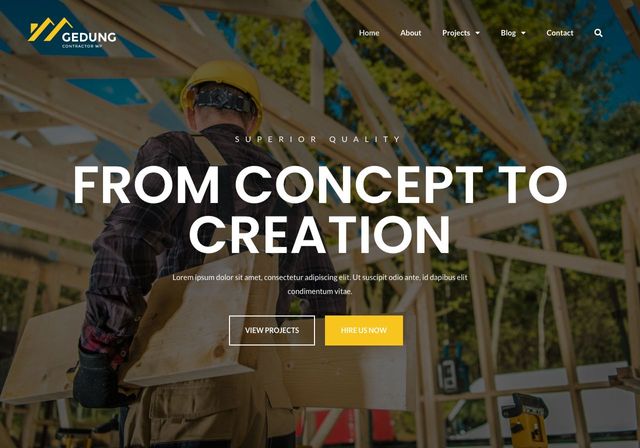 GEDUNG
CONTRACTOR WP
Home About Projects Blog Contact
SUPERIOR QUALITY
FROM CONCEPT TO
CREATION
Lorem ipsum dolor sit amet, consectetur adipiscing elit. Ut suscipit odio ante, id dapibus elit
condimentum vitae.
VIEW PROJECTS HIRE US NOW